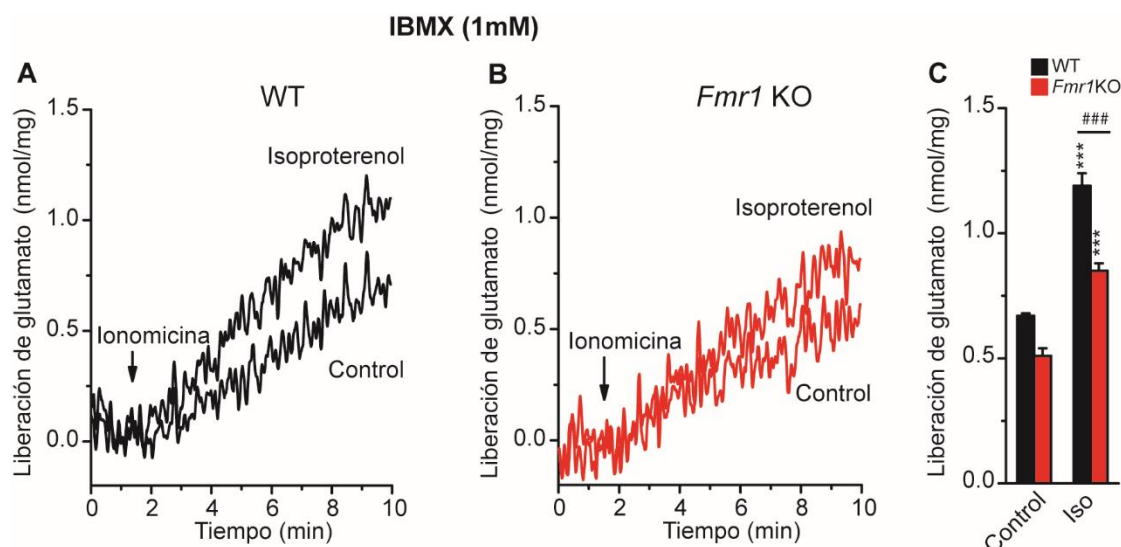 IBMX (1mM)
A
WT
Liberación de glutamato (nmol/mg)
1.5
1.0
0.5
0.0
Isoproterenol
Ionomicina
Control
0 2 4 6 8 10
Tiempo (min)
B
Fmr1 KO
Liberación de glutamato (nmol/mg)
1.5
1.0
0.5
0.0
Isoproterenol
Ionomicina
Control
0 2 4 6 8 10
Tiempo (min)
C
WT
Fmr1KO
Liberación de glutamato (nmol/mg)
1.5
1.0
0.5
0.0
###
***
***
Control
Iso